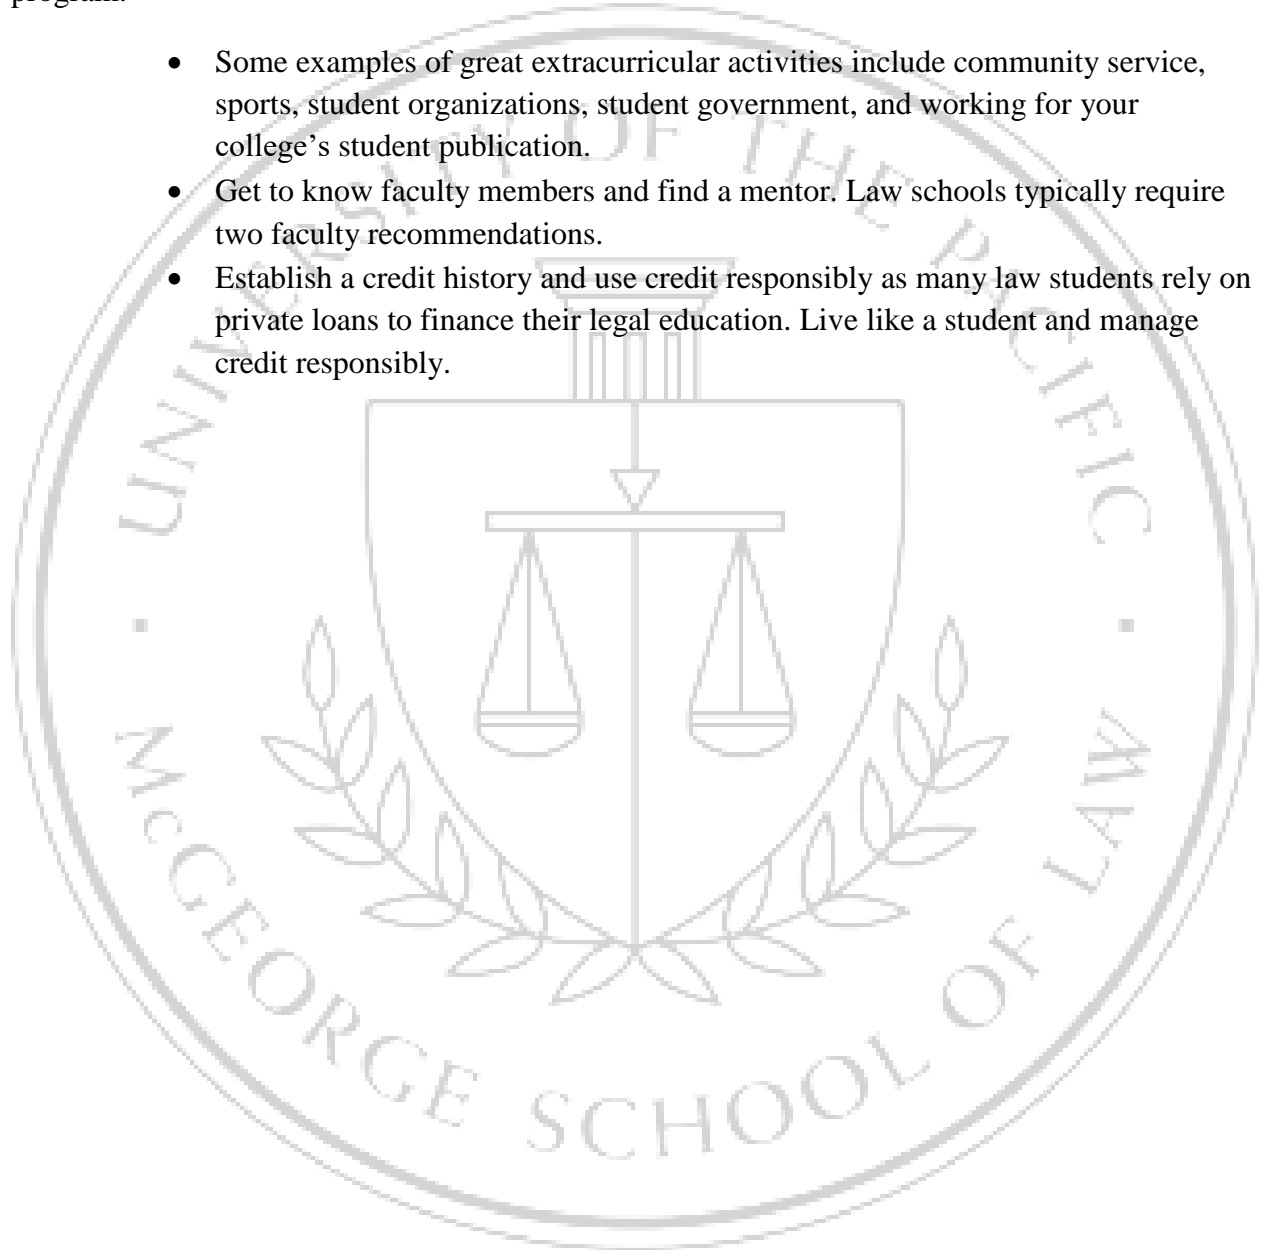 program.
• Some examples of great extracurricular activities include community service,
sports, student organizations, student government, and working for your
college’s student publication.
• Get to know faculty members and find a mentor. Law schools typically require
two faculty recommendations.
• Establish a credit history and use credit responsibly as many law students rely on
private loans to finance their legal education. Live like a student and manage
credit responsibly.
UNIVERSITY OF THE PACIFIC
McGEORGE SCHOOL OF LAW